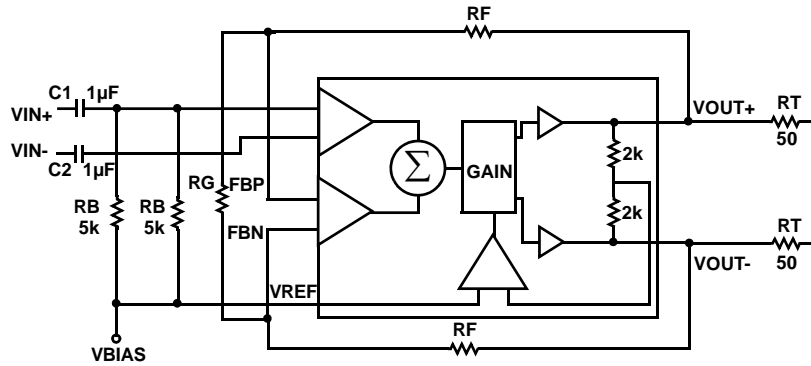 RF
C1 1µF
VIN+
VOUT+
RT
50
VIN-
C2 1µF
Σ
GAIN
2k
RG
FBP
RB
5k
RB
5k
2k
FBN
RT
50
VOUT-
VREF
RF
VBIAS